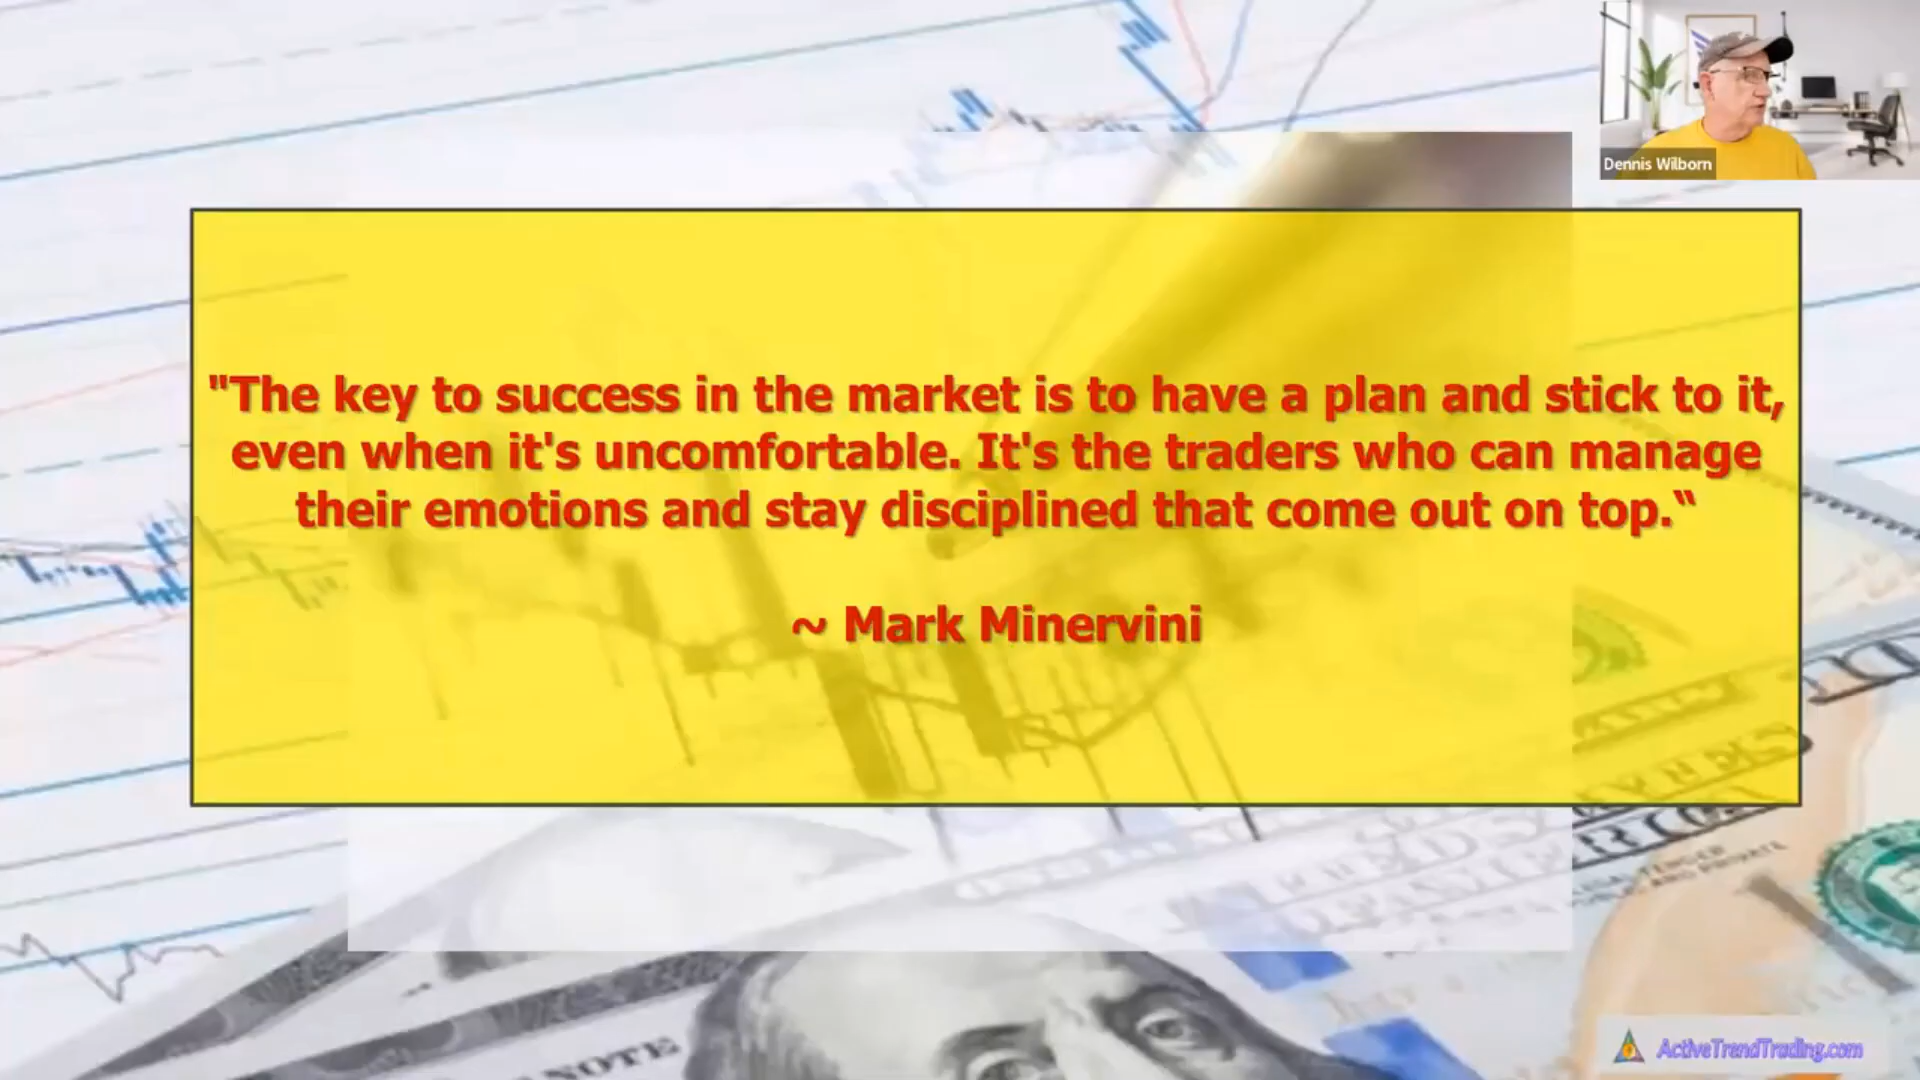 Dennis Wilborn
"The key to success in the market is to have a plan and stick to it,
even when it's uncomfortable. It's the traders who can manage
their emotions and stay disciplined that come out on top.“
~ Mark Minervini
NOTE
ActiveTrendTrading.com